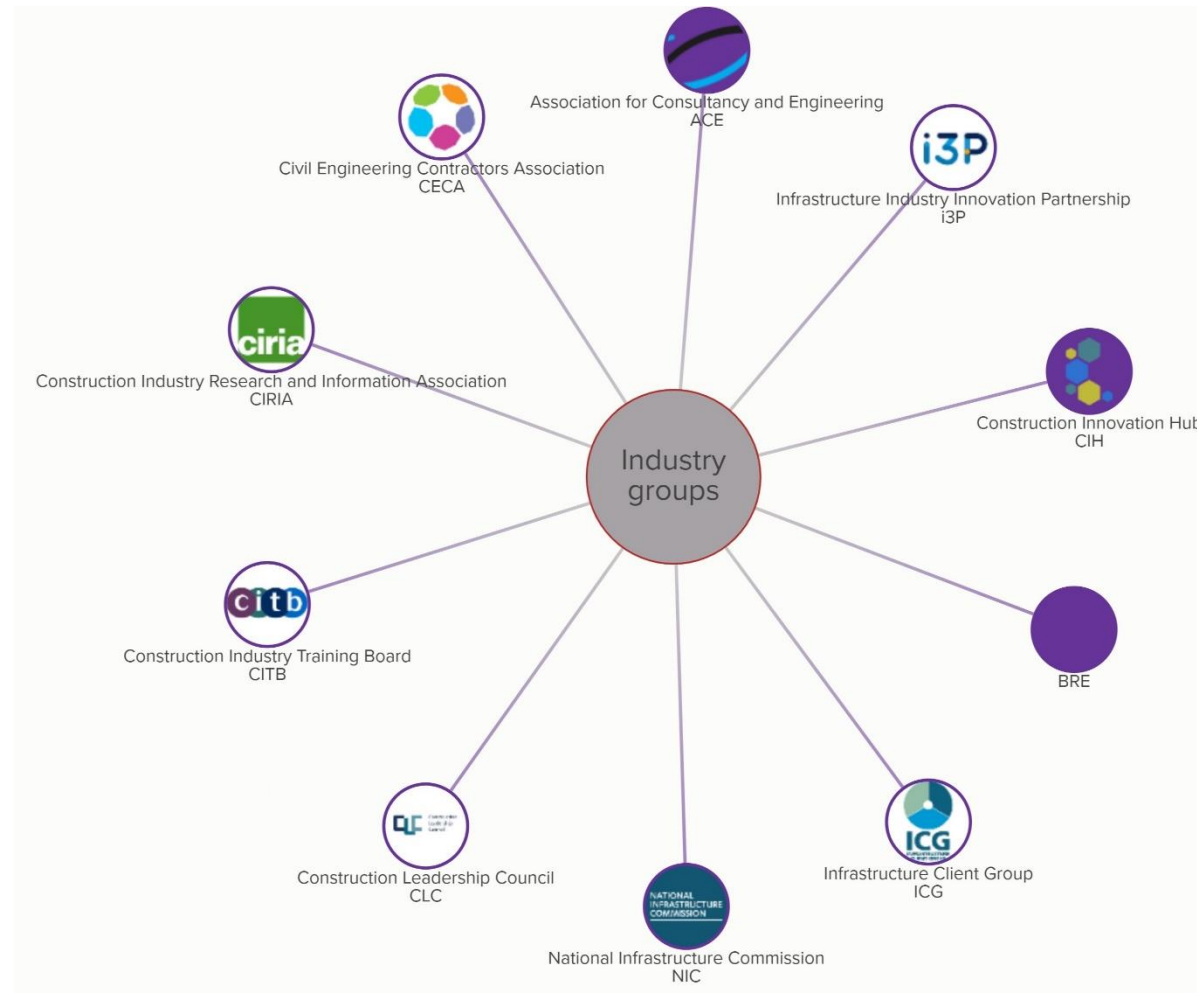 Association for Consultancy and Engineering
ACE
Civil Engineering Contractors Association
CECA
i3P
Infrastructure Industry Innovation Partnership
i3P
ciria
Construction Industry Research and Information Association
CIRIA
Construction Innovation Hub
CIH
Industry
groups
citb
Construction Industry Training Board
CITB
BRE
Construction Leadership Council
CLC
ICG
Infrastructure Client Group
ICG
NATIONAL
INFRASTRUCTURE
COMMISSION
National Infrastructure Commission
NIC